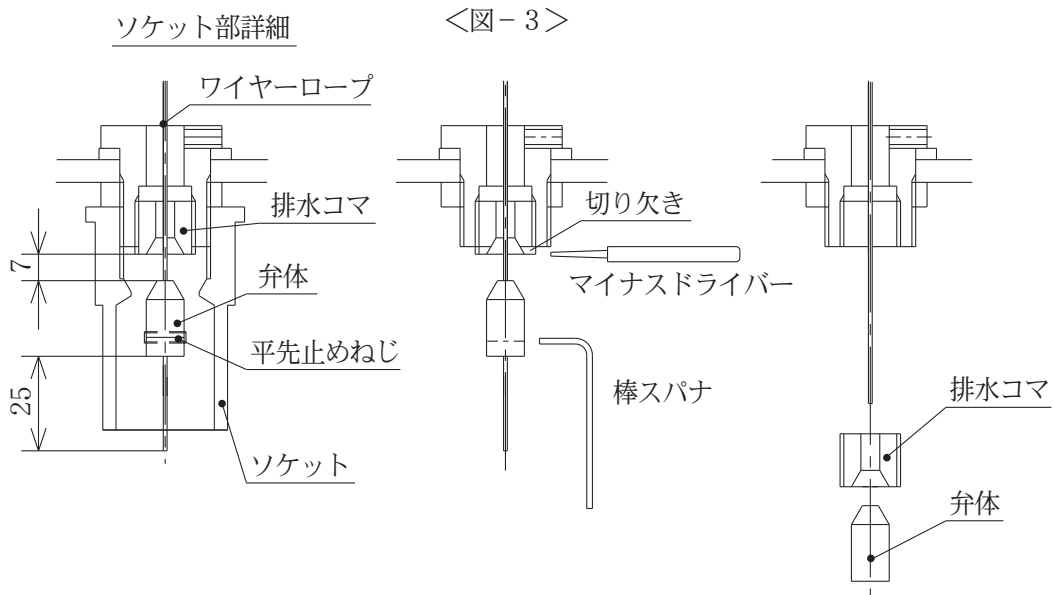 ソケット部詳細
＜図−３＞
ワイヤーロープ
排水コマ
切り欠き
7
弁体
マイナスドライバー
平先止めねじ
25
棒スパナ
排水コマ
ソケット
弁体